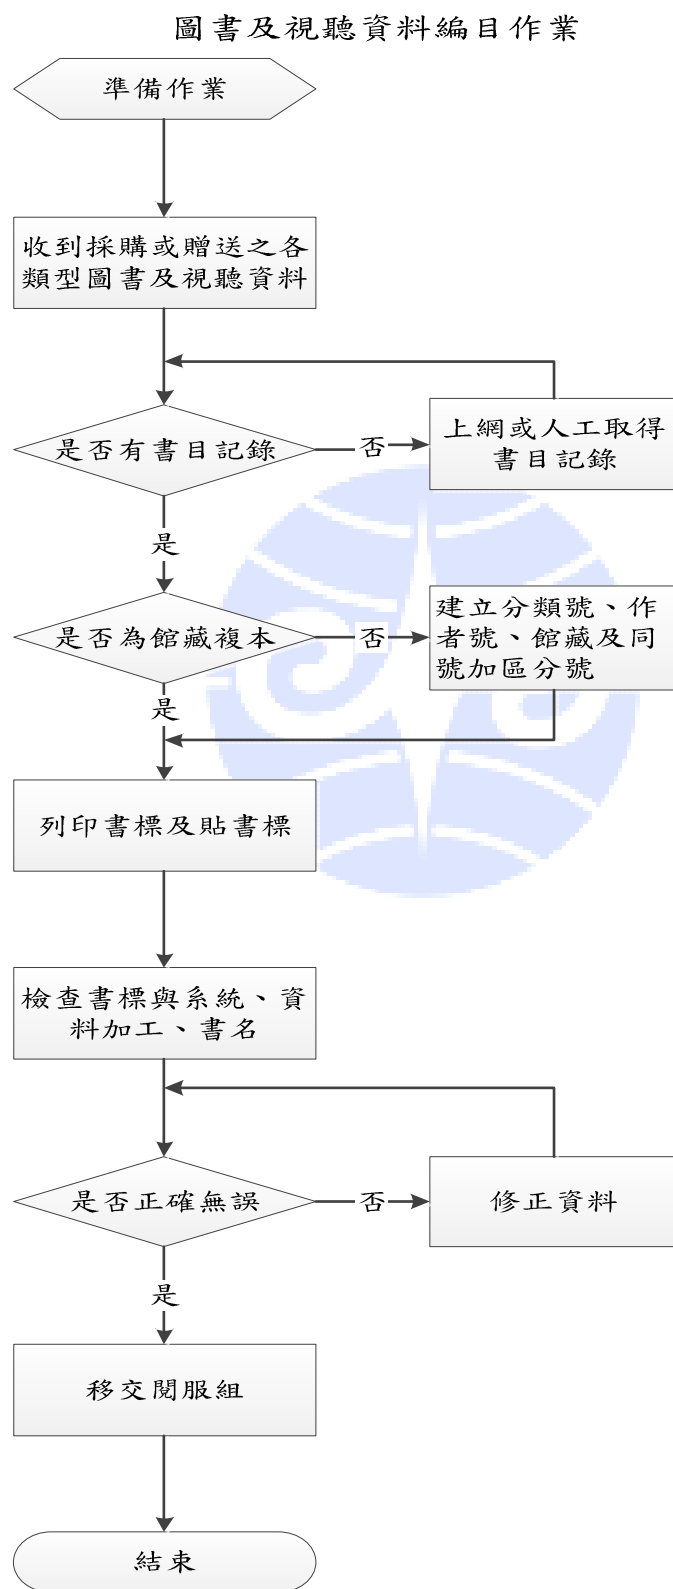 圖書及視聽資料編目作業
準備作業
收到採購或贈送之各
類型圖書及視聽資料
是否有書目記錄
否
上網或人工取得
書目記錄
是
是否為館藏複本
否
建立分類號、作
者號、館藏及同
號加區分號
是
列印書標及貼書標
檢查書標與系統、資
料加工、書名
是否正確無誤
否
修正資料
是
移交閱服組
結束